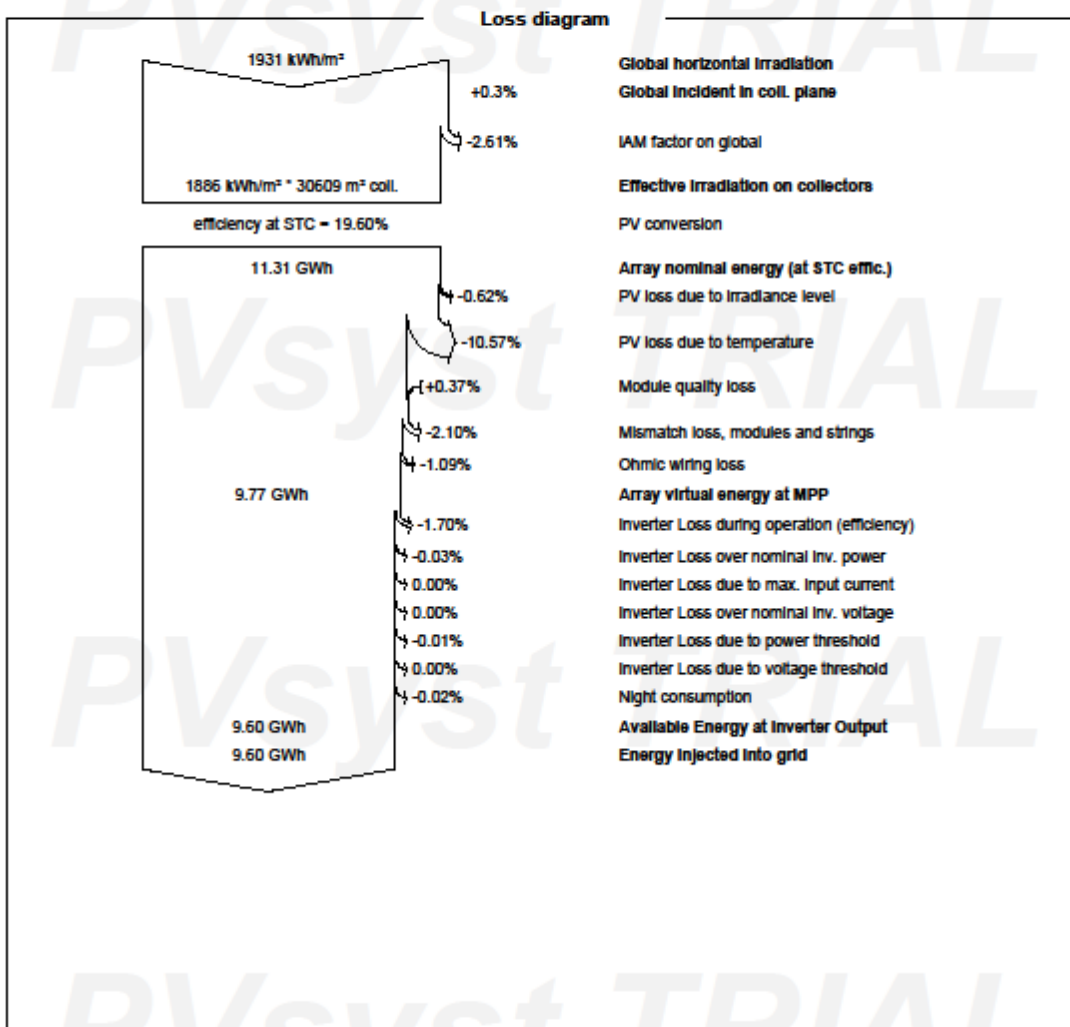 Loss diagram
1931 kWh/m² Global horizontal irradiation
+0.3% Global incident in coll. plane
-2.61% IAM factor on global
1886 kWh/m² * 30609 m² coll. Effective irradiation on collectors
efficiency at STC = 19.60% PV conversion
11.31 GWh Array nominal energy (at STC effic.)
-0.62% PV loss due to irradiance level
-10.57% PV loss due to temperature
+0.37% Module quality loss
-2.10% Mismatch loss, modules and strings
-1.09% Ohmic wiring loss
9.77 GWh Array virtual energy at MPP
-1.70% Inverter Loss during operation (efficiency)
-0.03% Inverter Loss over nominal inv. power
0.00% Inverter Loss due to max. input current
0.00% Inverter Loss over nominal inv. voltage
-0.01% Inverter Loss due to power threshold
0.00% Inverter Loss due to voltage threshold
-0.02% Night consumption
9.60 GWh Available Energy at Inverter Output
9.60 GWh Energy injected into grid
PVsyst TRIAL
PVsyst TRIAL
PVsyst TRIAL
PVsyst TRIAL